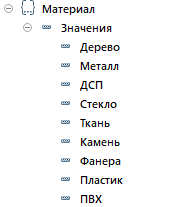 Материал
Значения
Дерево
Металл
ДСП
Стекло
Ткань
Камень
Фанера
Пластик
ПВХ